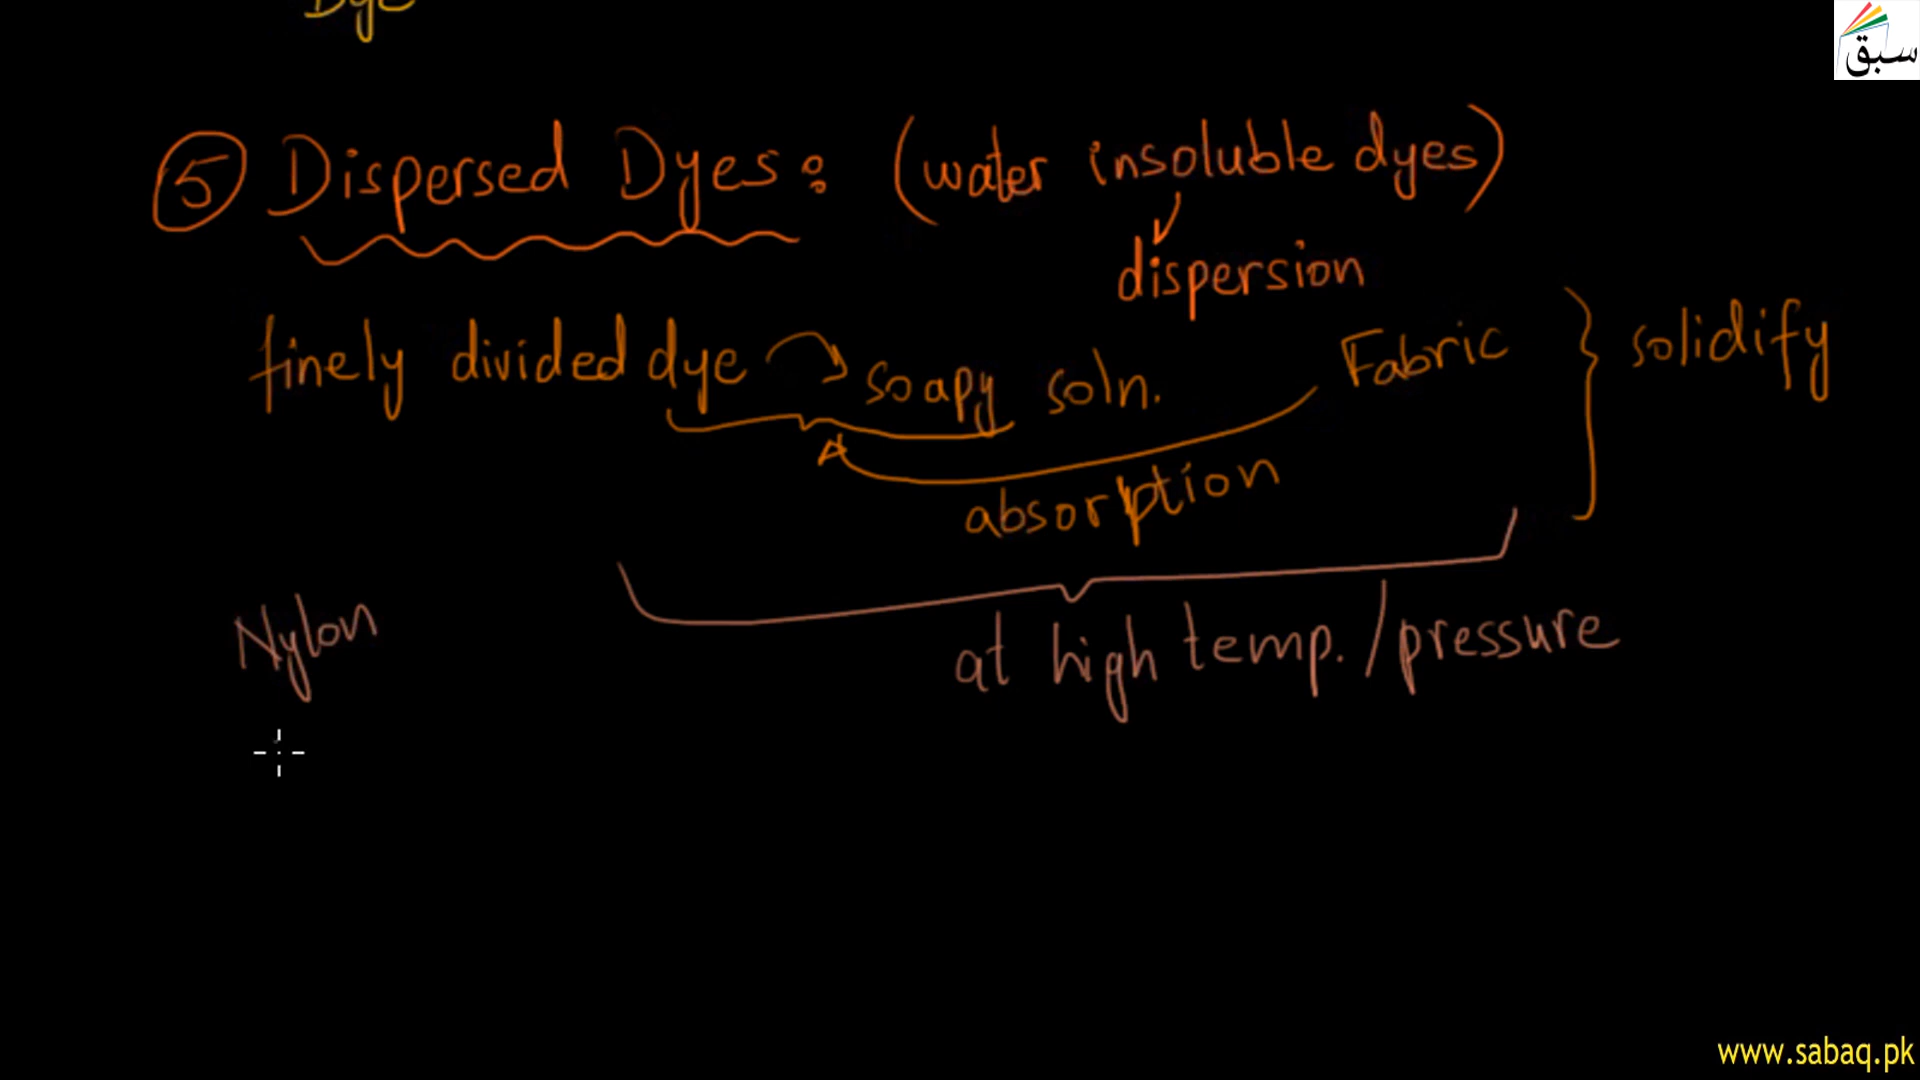 Dye
سبق
5 Dispersed Dyes: (water insoluble dyes)
dispersion
finely divided dye soapy soln. Fabric } solidify
absorption
Nylon
at high temp./pressure
www.sabaq.pk